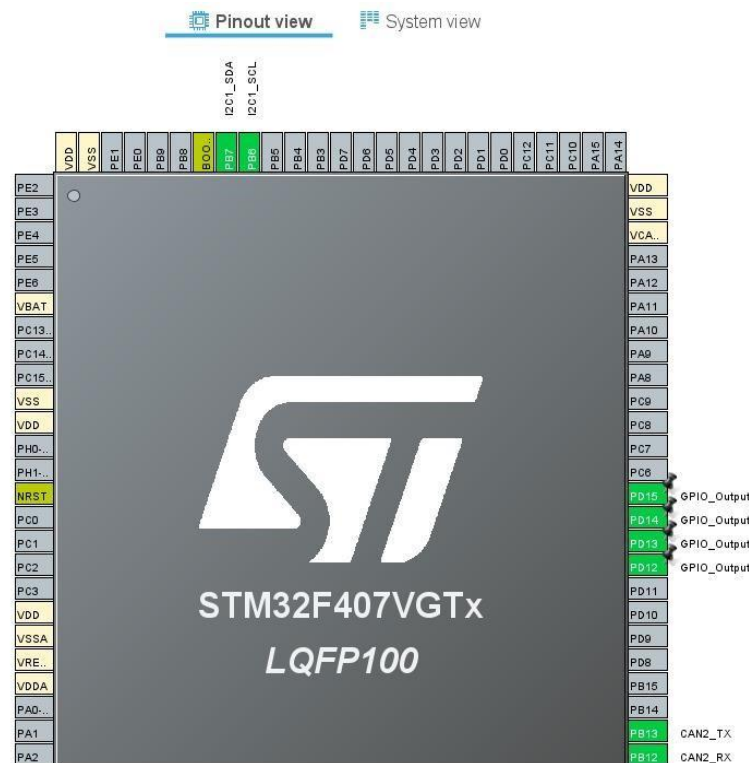 Pinout view
System view
I2C1_SDA
I2C1_SCL
VDD
VSS
PE1
PE0
PB9
PB8
BOO..
PB7
PB6
PB5
PB4
PB3
PD7
PD6
PD5
PD4
PD3
PD2
PD1
PD0
PC12
PC11
PC10
PA15
PA14
PE2
PE3
PE4
PE5
PE6
VBAT
PC13..
PC14..
PC15..
VSS
VDD
PH0-..
PH1-..
NRST
PC0
PC1
PC2
PC3
VDD
VSSA
VRE..
VDDA
PA0-..
PA1
PA2
ST
STM32F407VGTx
LQFP100
VDD
VSS
VCA..
PA13
PA12
PA11
PA10
PA9
PA8
PC9
PC8
PC7
PC6
PD15 GPIO_Output
PD14 GPIO_Output
PD13 GPIO_Output
PD12 GPIO_Output
PD11
PD10
PD9
PD8
PB15
PB14
PB13 CAN2_TX
PB12 CAN2_RX